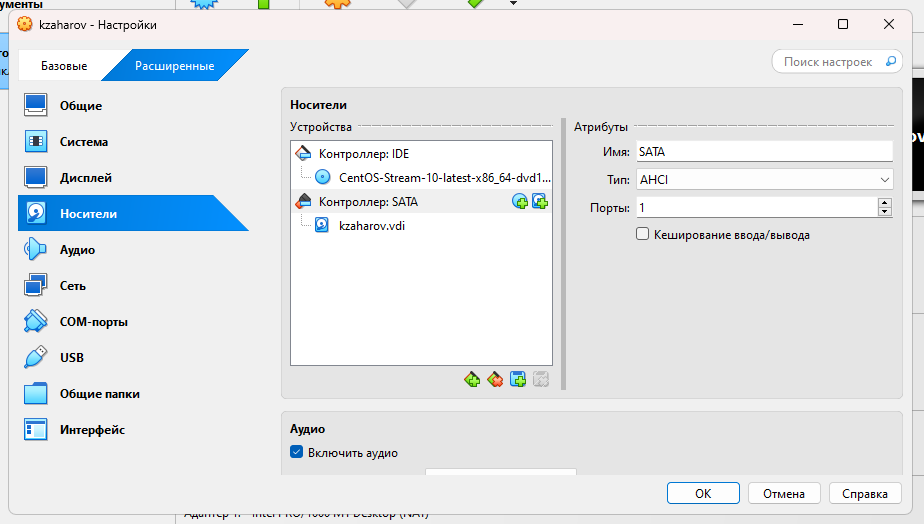 kzaharov - Настройки
Базовые
Расширенные
Поиск настроек
Общие
Система
Дисплей
Носители
Аудио
Сеть
COM-порты
USB
Общие папки
Интерфейс
Носители
Устройства
Контроллер: IDE
CentOS-Stream-10-latest-x86_64-dvd1...
Контроллер: SATA
kzaharov.vdi
Атрибуты
Имя: SATA
Тип: AHCI
Порты: 1
Кеширование ввода/вывода
Аудио
Включить аудио
OK
Отмена
Справка